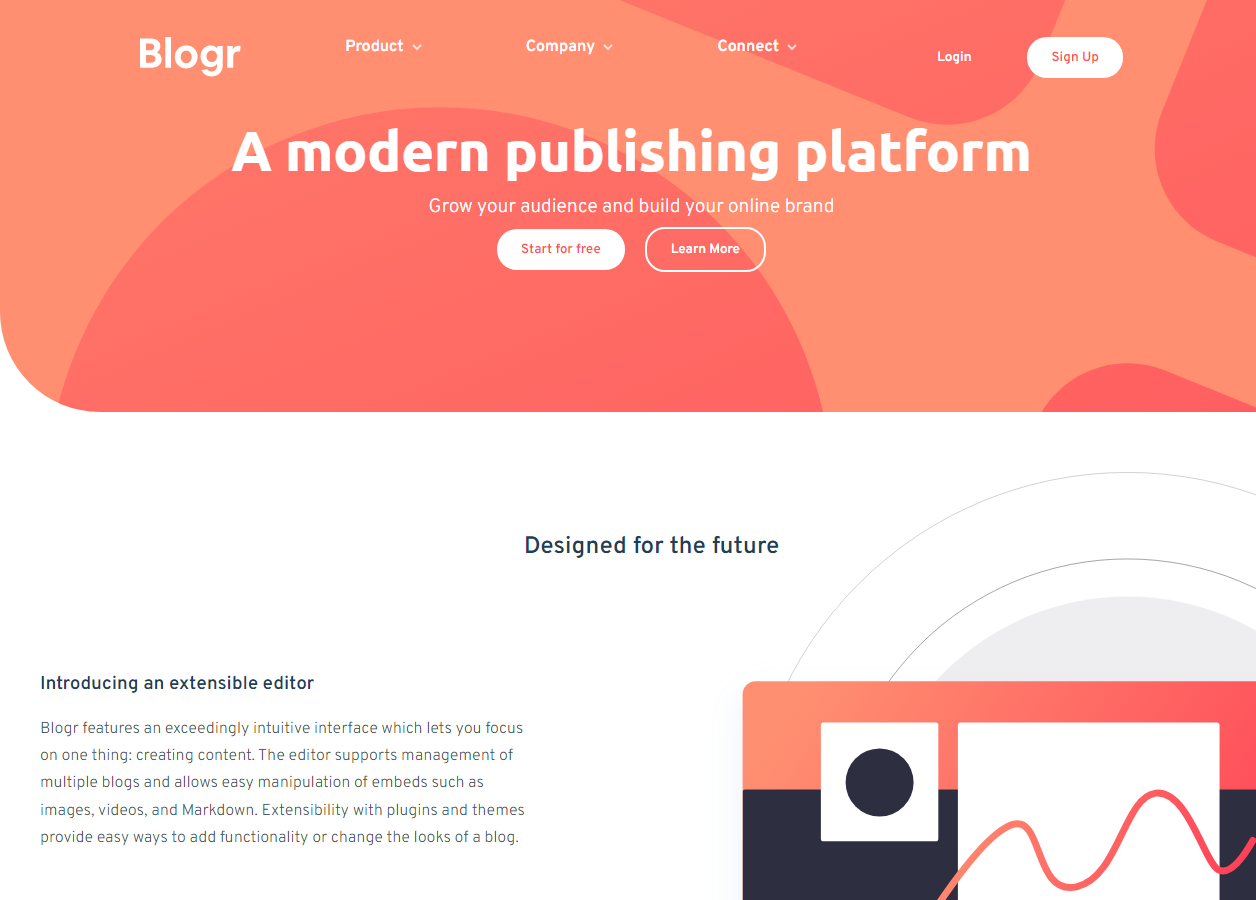 Blogr
Product
Company
Connect
Login
Sign Up
A modern publishing platform
Grow your audience and build your online brand
Start for free
Learn More
Designed for the future
Introducing an extensible editor
Blogr features an exceedingly intuitive interface which lets you focus
on one thing: creating content. The editor supports management of
multiple blogs and allows easy manipulation of embeds such as
images, videos, and Markdown. Extensibility with plugins and themes
provide easy ways to add functionality or change the looks of a blog.